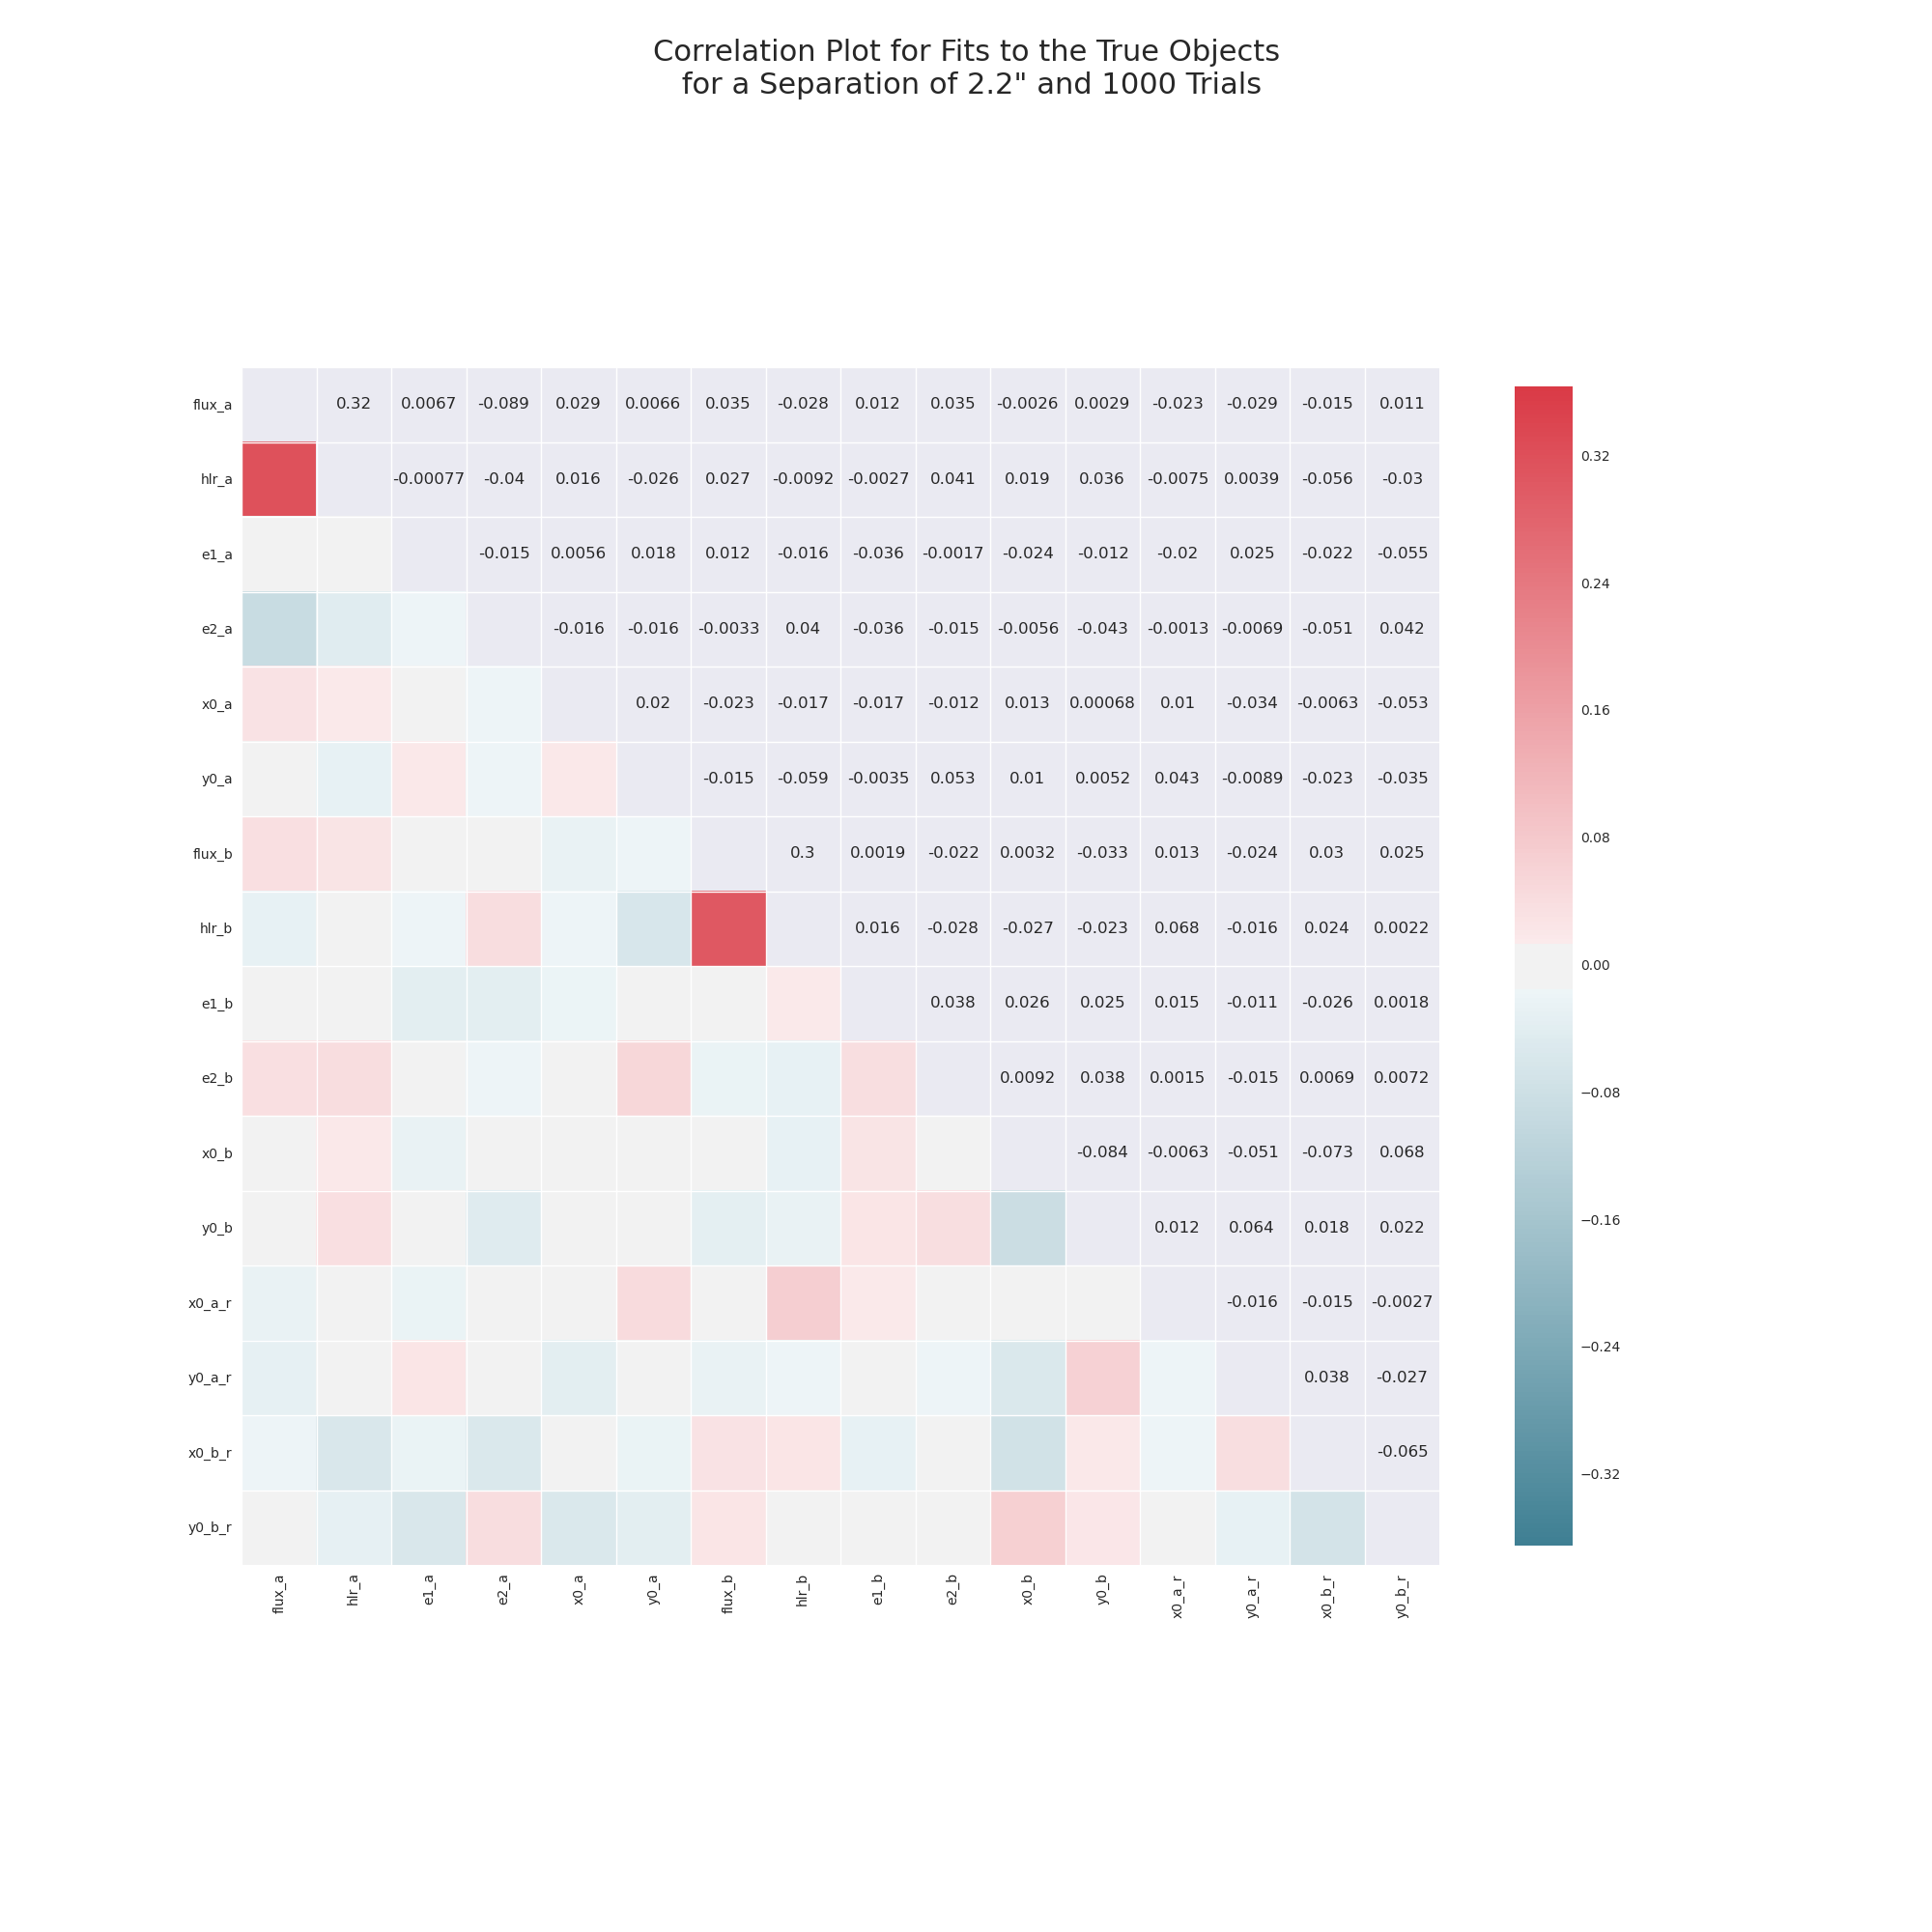 Correlation Plot for Fits to the True Objects
for a Separation of 2.2" and 1000 Trials
flux_a 0.32 0.0067 -0.089 0.029 0.0066 0.035 -0.028 0.012 0.035 -0.0026 0.0029 -0.023 -0.029 -0.015 0.011
hlr_a -0.00077 -0.04 0.016 -0.026 0.027 -0.0092 -0.0027 0.041 0.019 0.036 -0.0075 0.0039 -0.056 -0.03
e1_a -0.015 0.0056 0.018 0.012 -0.016 -0.036 -0.0017 -0.024 -0.012 -0.02 0.025 -0.022 -0.055
e2_a -0.016 -0.016 -0.0033 0.04 -0.036 -0.015 -0.0056 -0.043 -0.0013 -0.0069 -0.051 0.042
x0_a 0.02 -0.023 -0.017 -0.017 -0.012 0.013 0.00068 0.01 -0.034 -0.0063 -0.053
y0_a -0.015 -0.059 -0.0035 0.053 0.01 0.0052 0.043 -0.0089 -0.023 -0.035
flux_b 0.3 0.0019 -0.022 0.0032 -0.033 0.013 -0.024 0.03 0.025
hlr_b 0.016 -0.028 -0.027 -0.023 0.068 -0.016 0.024 0.0022
e1_b 0.038 0.026 0.025 0.015 -0.011 -0.026 0.0018
e2_b 0.0092 0.038 0.0015 -0.015 0.0069 0.0072
x0_b -0.084 -0.0063 -0.051 -0.073 0.068
y0_b 0.012 0.064 0.018 0.022
x0_a_r -0.016 -0.015 -0.0027
y0_a_r 0.038 -0.027
x0_b_r -0.065
y0_b_r
flux_a hlr_a e1_a e2_a x0_a y0_a flux_b hlr_b e1_b e2_b x0_b y0_b x0_a_r y0_a_r x0_b_r y0_b_r
0.32
0.24
0.16
0.08
0.00
−0.08
−0.16
−0.24
−0.32